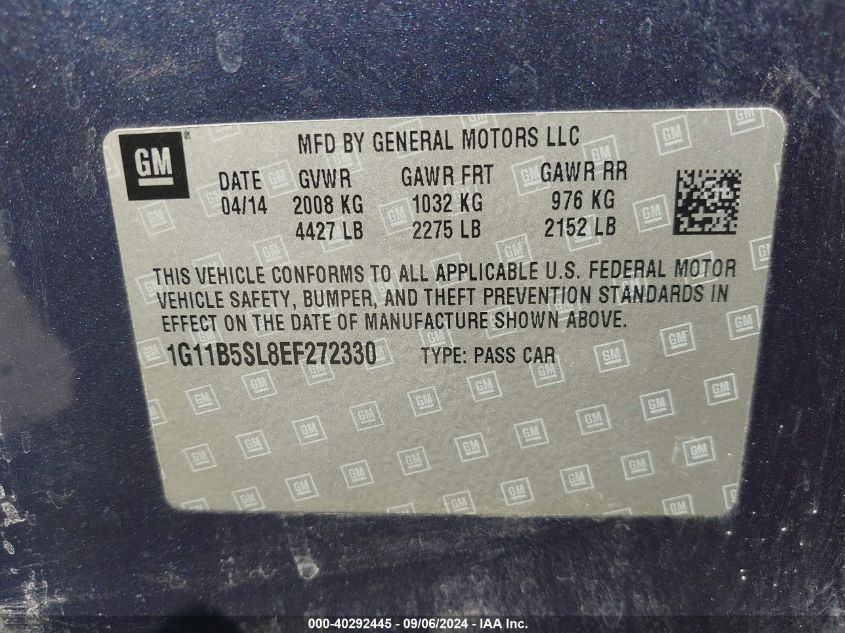 GM
®
MFD BY GENERAL MOTORS LLC
DATE GVWR GAWR FRT GAWR RR
04/14 2008 KG 1032 KG 976 KG
4427 LB 2275 LB 2152 LB
THIS VEHICLE CONFORMS TO ALL APPLICABLE U.S. FEDERAL MOTOR
VEHICLE SAFETY, BUMPER, AND THEFT PREVENTION STANDARDS IN
EFFECT ON THE DATE OF MANUFACTURE SHOWN ABOVE.
1G11B5SL8EF272330 TYPE: PASS CAR
000-40292445 - 09/06/2024 - IAA Inc.